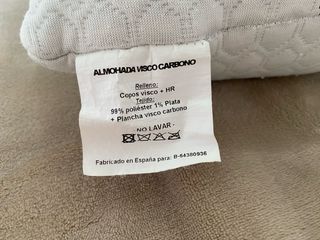 ALMOHADA VISCO CARBONO
Relleno:
Copos visco + HR
Tejido:
99% poliéster 1% Plata
+ Plancha visco carbono
- NO LAVAR -
Fabricado en España para: B-54380936